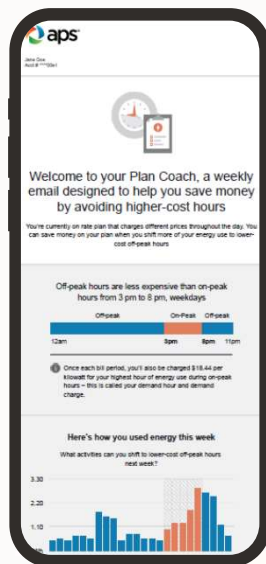 aps
Jane Doe
Welcome to your Plan Coach, a weekly
email designed to help you save money
by avoiding higher-cost hours
You're currently on rate plan that charges different prices throughout the day. You
can save money on your plan when you shift more of your energy use to lower-
cost off-peak hours
Off-peak hours are less expensive than on-peak
hours from 3 pm to 8 pm, weekdays
Off-peak On-Peak Off-peak
12am 3pm 8pm 11pm
Once each bill period, you'll also be charged $18.44 per
kilowatt for your highest hour of energy use during on-peak
hours – this is called your demand hour and demand
charge.
Here's how you used energy this week
What activities can you shift to lower-cost off-peak hours
next week?
3.30
2.20
1.10